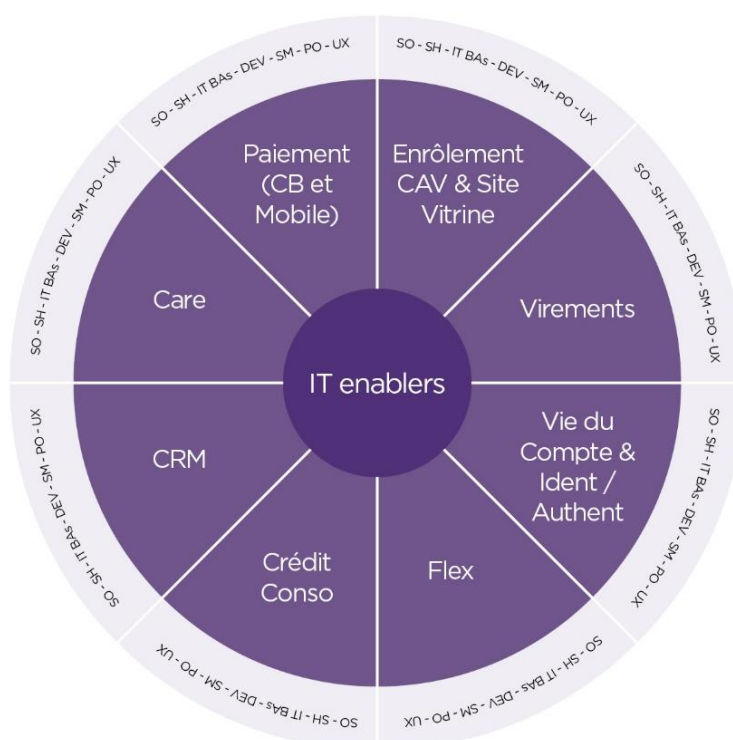 SO - SH - IT BAs - DEV - SM - PO - UX
SO - SH - IT BAs - DEV - SM - PO - UX
Paiement
(CB et
Mobile)
Enrôlement
CAV & Site
Vitrine
SO - SH - IT BAs - DEV - SM - PO - UX
SO - SH - IT BAs - DEV - SM - PO - UX
Care
Virements
IT enablers
CRM
Vie du
Compte &
Ident /
Authent
SO - SH - IT BAs - DEV - SM - PO - UX
SO - SH - IT BAs - DEV - SM - PO - UX
Crédit
Conso
Flex
SO - SH - IT BAs - DEV - SM - PO - UX
SO - SH - IT BAs - DEV - SM - PO - UX